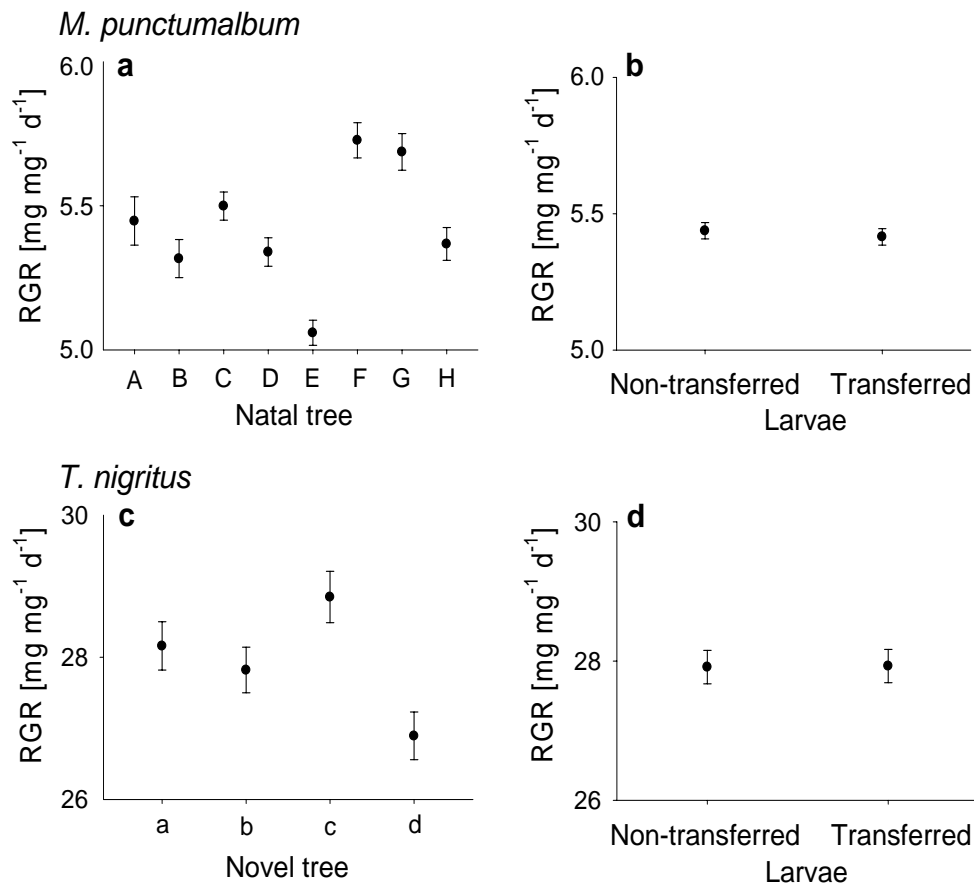 M. punctumalbum
a
6.0
5.5
5.0
RGR [mg mg⁻¹ d⁻¹]
A B C D E F G H
Natal tree
b
6.0
5.5
5.0
RGR [mg mg⁻¹ d⁻¹]
Non-transferred Transferred
Larvae
T. nigritus
c
30
28
26
RGR [mg mg⁻¹ d⁻¹]
a b c d
Novel tree
d
30
28
26
RGR [mg mg⁻¹ d⁻¹]
Non-transferred Transferred
Larvae